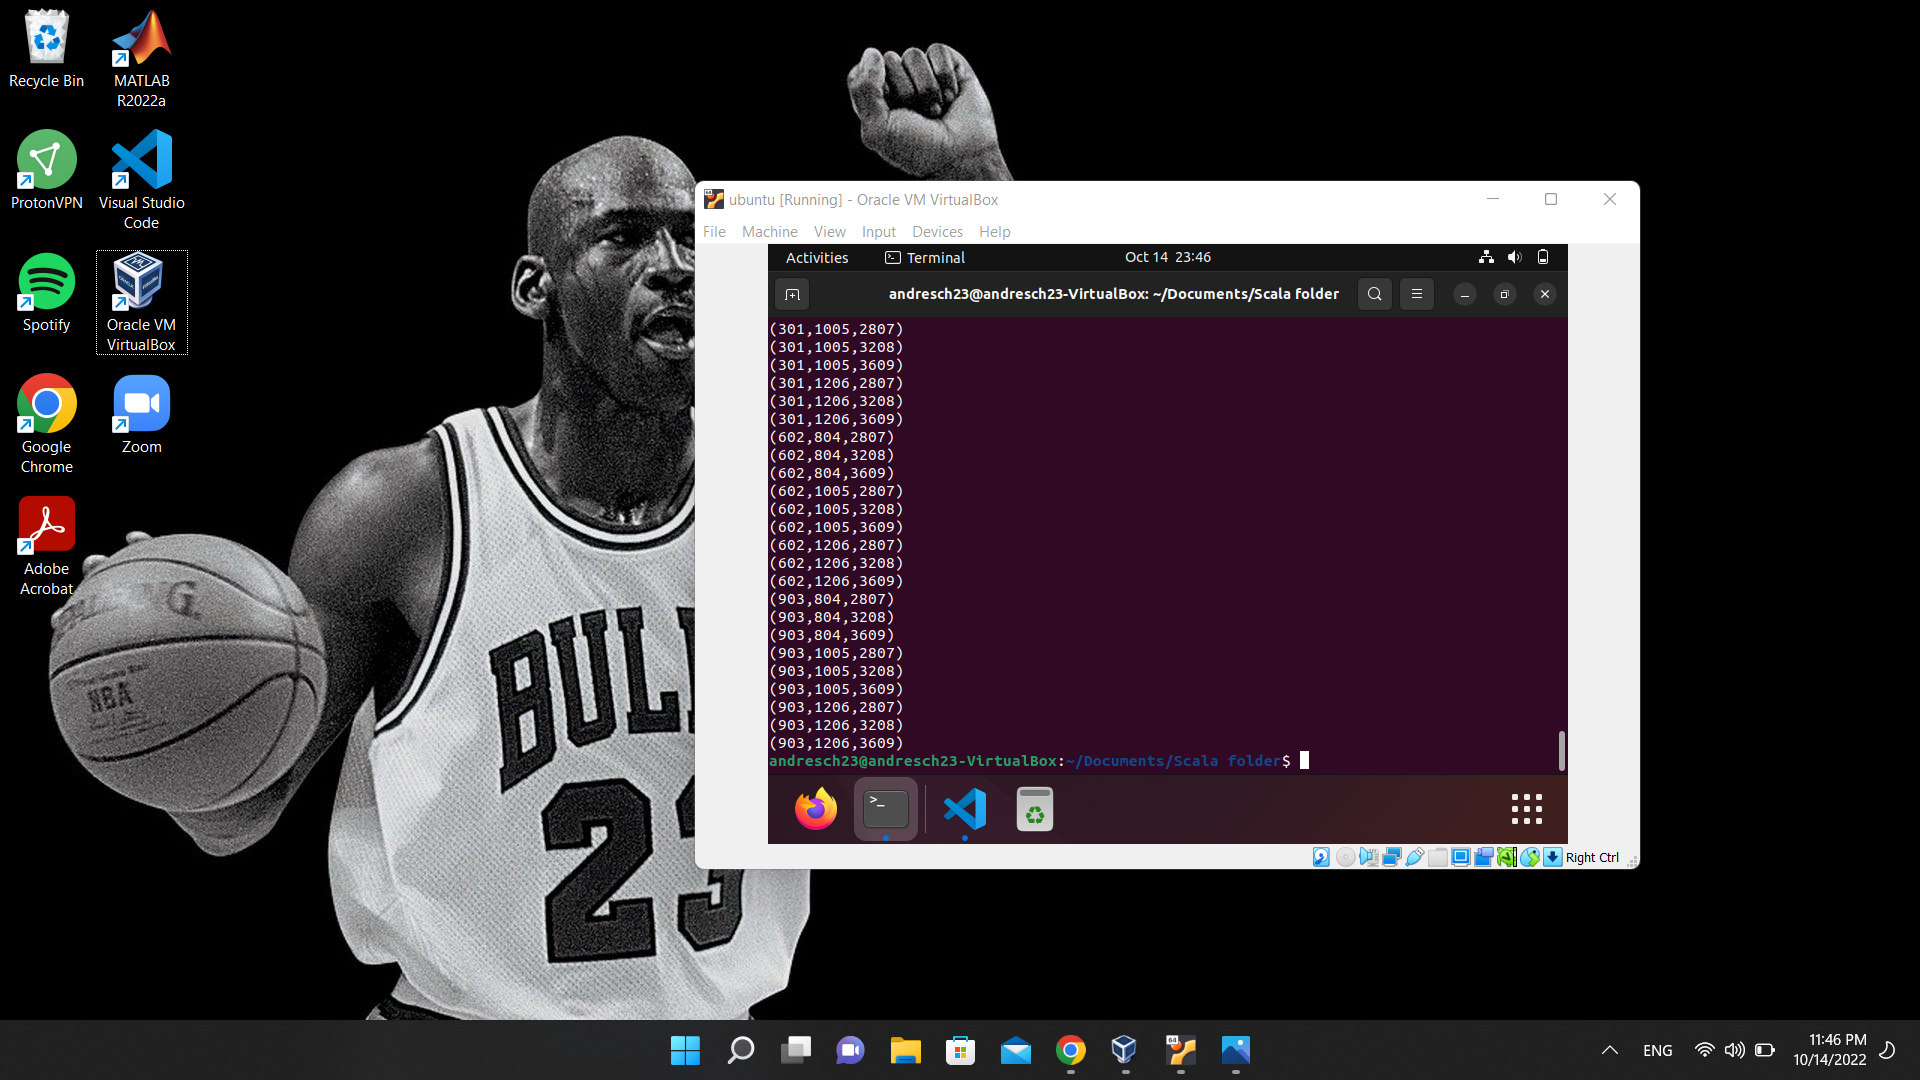 Recycle Bin
MATLAB
R2022a
ProtonVPN
Visual Studio
Code
Spotify
Oracle VM
VirtualBox
Google
Chrome
Zoom
Adobe
Acrobat
NBA
BULL
23
ubuntu [Running] - Oracle VM VirtualBox
File Machine View Input Devices Help
Activities Terminal Oct 14 23:46
andresch23@andresch23-VirtualBox: ~/Documents/Scala folder
(301,1005,2807)
(301,1005,3208)
(301,1005,3609)
(301,1206,2807)
(301,1206,3208)
(301,1206,3609)
(602,804,2807)
(602,804,3208)
(602,804,3609)
(602,1005,2807)
(602,1005,3208)
(602,1005,3609)
(602,1206,2807)
(602,1206,3208)
(602,1206,3609)
(903,804,2807)
(903,804,3208)
(903,804,3609)
(903,1005,2807)
(903,1005,3208)
(903,1005,3609)
(903,1206,2807)
(903,1206,3208)
(903,1206,3609)
andresch23@andresch23-VirtualBox:~/Documents/Scala folder$
Right Ctrl
ENG
11:46 PM
10/14/2022